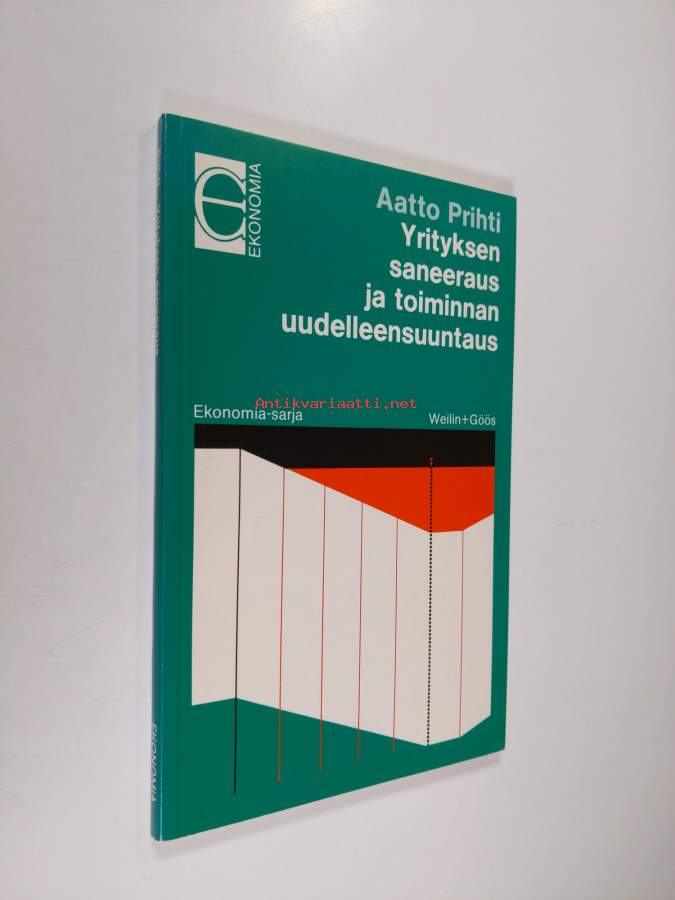 EKONOMIA
Aatto Prihti
Yrityksen
saneeraus
ja toiminnan
uudelleensuuntaus
Antikvariaatti.net
Ekonomia-sarja
Weilin+Göös
EKONOMIA